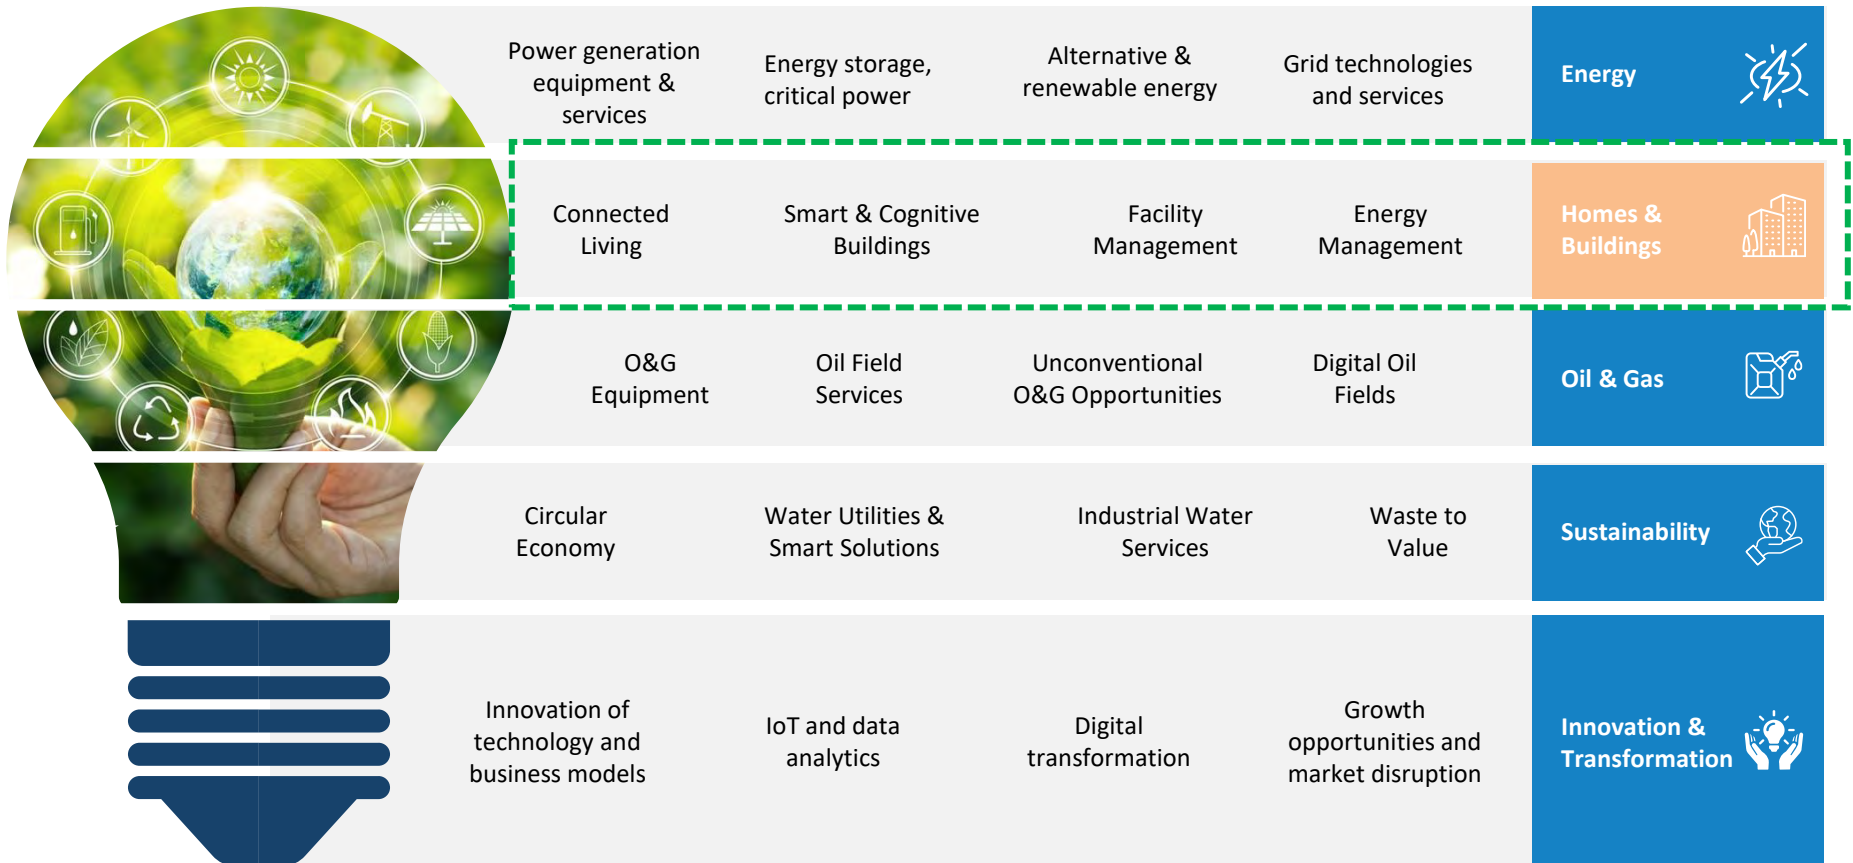 Power generation
equipment &
services
Energy storage,
critical power
Alternative &
renewable energy
Grid technologies
and services
Energy
Connected
Living
Smart & Cognitive
Buildings
Facility
Management
Energy
Management
Homes &
Buildings
O&G
Equipment
Oil Field
Services
Unconventional
O&G Opportunities
Digital Oil
Fields
Oil & Gas
Circular
Economy
Water Utilities &
Smart Solutions
Industrial Water
Services
Waste to
Value
Sustainability
Innovation of
technology and
business models
IoT and data
analytics
Digital
transformation
Growth
opportunities and
market disruption
Innovation &
Transformation